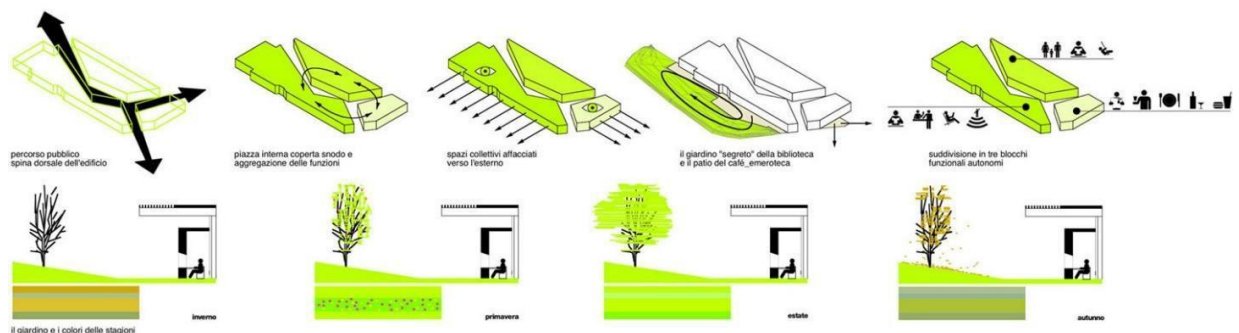 percorso pubblico
spina dorsale dell'edificio
piazza interna coperta snodo e
aggregazione delle funzioni
spazi collettivi affacciati
verso l'esterno
il giardino "segreto" della biblioteca
e il patio del café_emeroteca
suddivisione in tre blocchi
funzionali autonomi
inverno
primavera
estate
autunno
il giardino e i colori delle stagioni